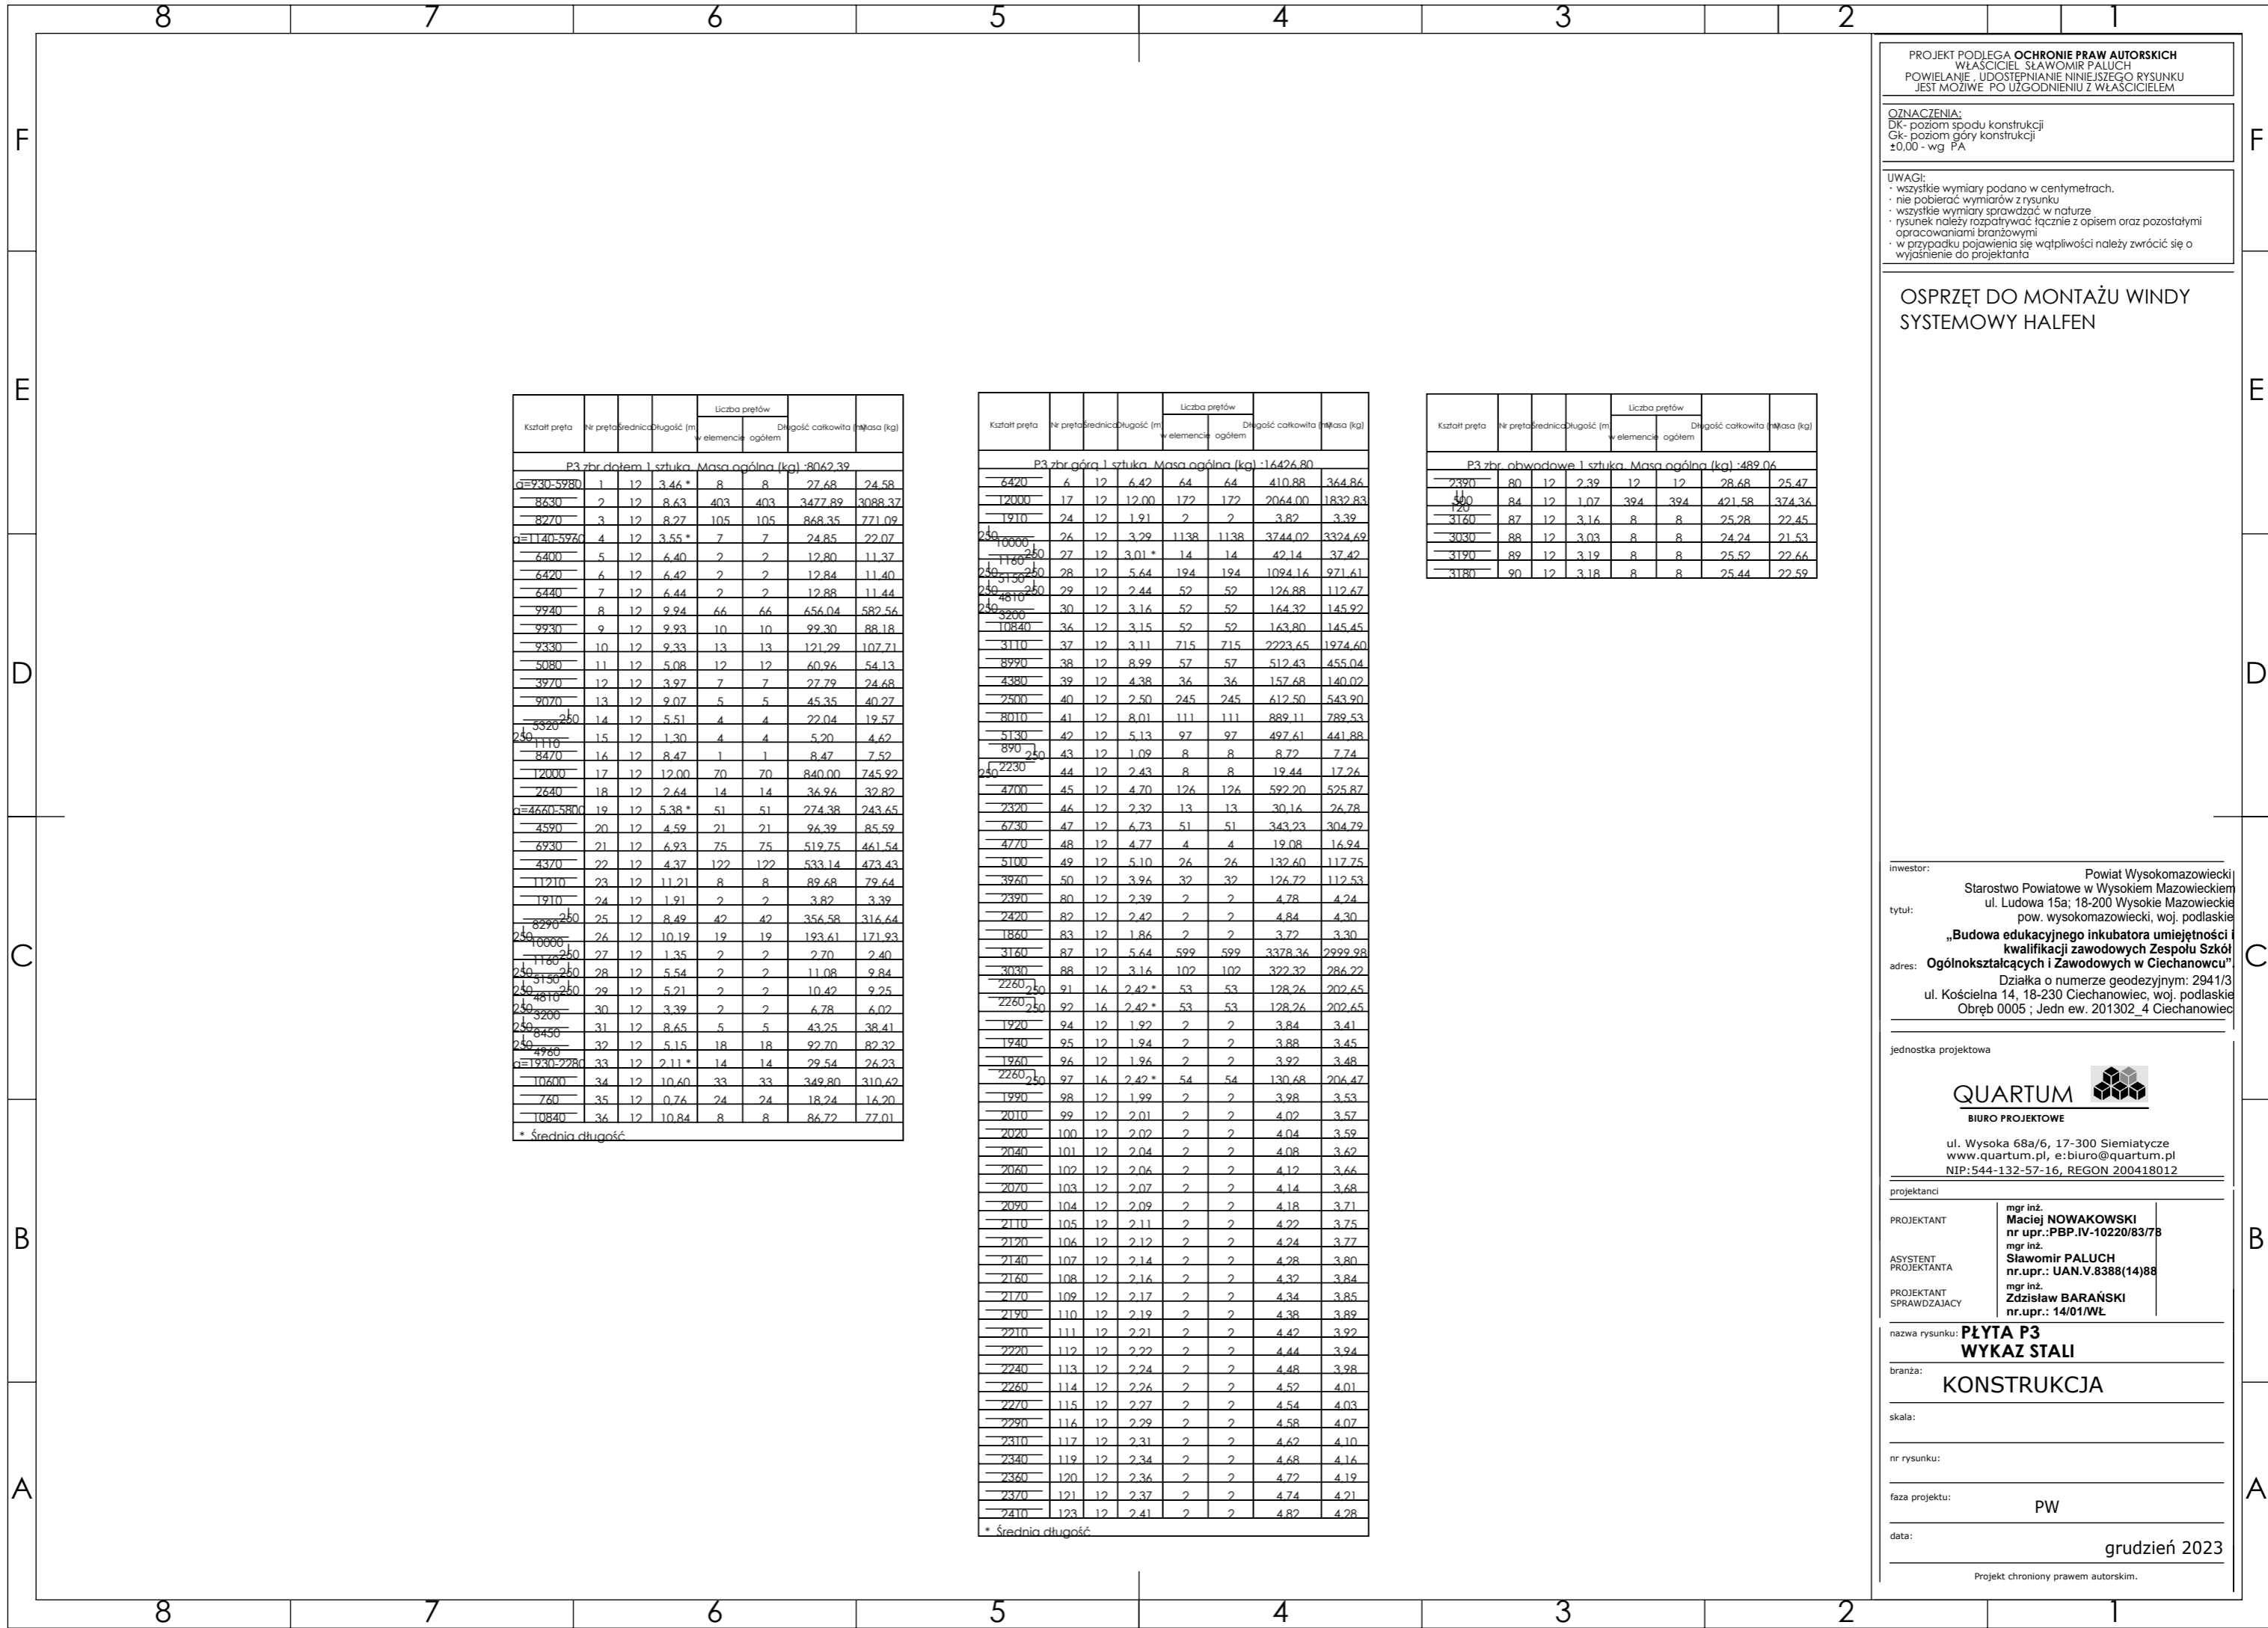 8 7 6 5 4 3 2 1
F
E
D
C
B
A
Kształt pręta Nr pręta Średnica Długość (m Liczba prętów Długość całkowita (m) Masa (kg)
w elemencie ogółem
P3 zbr.dołem 1 sztuka. Masa ogólna (kg) :8062,39
a=930-5980 1 12 3,46 * 8 8 27,68 24,58
8630 2 12 8,63 403 403 3477,89 3088,37
8270 3 12 8,27 105 105 868,35 771,09
a=1140-5960 4 12 3,55 * 7 7 24,85 22,07
6400 5 12 6,40 2 2 12,80 11,37
6420 6 12 6,42 2 2 12,84 11,40
6440 7 12 6,44 2 2 12,88 11,44
9940 8 12 9,94 66 66 656,04 582,56
9930 9 12 9,93 10 10 99,30 88,18
9330 10 12 9,33 13 13 121,29 107,71
5080 11 12 5,08 12 12 60,96 54,13
3970 12 12 3,97 7 7 27,79 24,68
9070 13 12 9,07 5 5 45,35 40,27
5320 250 14 12 5,51 4 4 22,04 19,57
250 1110 15 12 1,30 4 4 5,20 4,62
8470 16 12 8,47 1 1 8,47 7,52
12000 17 12 12,00 70 70 840,00 745,92
2640 18 12 2,64 14 14 36,96 32,82
a=4660-5800 19 12 5,38 * 51 51 274,38 243,65
4590 20 12 4,59 21 21 96,39 85,59
6930 21 12 6,93 75 75 519,75 461,54
4370 22 12 4,37 122 122 533,14 473,43
11210 23 12 11,21 8 8 89,68 79,64
1910 24 12 1,91 2 2 3,82 3,39
8290 250 25 12 8,49 42 42 356,58 316,64
250 10000 26 12 10,19 19 19 193,61 171,93
1160 250 27 12 1,35 2 2 2,70 2,40
250 5150 250 28 12 5,54 2 2 11,08 9,84
250 4810 250 29 12 5,21 2 2 10,42 9,25
250 3200 30 12 3,39 2 2 6,78 6,02
250 8450 31 12 8,65 5 5 43,25 38,41
250 4960 32 12 5,15 18 18 92,70 82,32
a=1930-2280 33 12 2,11 * 14 14 29,54 26,23
10600 34 12 10,60 33 33 349,80 310,62
760 35 12 0,76 24 24 18,24 16,20
10840 36 12 10,84 8 8 86,72 77,01
* Średnia długość
Kształt pręta Nr pręta Średnica Długość (m Liczba prętów Długość całkowita (m) Masa (kg)
w elemencie ogółem
P3 zbr.górą 1 sztuka. Masa ogólna (kg) :16426,80
6420 6 12 6,42 64 64 410,88 364,86
12000 17 12 12,00 172 172 2064,00 1832,83
1910 24 12 1,91 2 2 3,82 3,39
250 10000 26 12 3,29 1138 1138 3744,02 3324,69
1160 250 27 12 3,01 * 14 14 42,14 37,42
250 5150 250 28 12 5,64 194 194 1094,16 971,61
250 4810 250 29 12 2,44 52 52 126,88 112,67
250 3200 30 12 3,16 52 52 164,32 145,92
10840 36 12 3,15 52 52 163,80 145,45
3110 37 12 3,11 715 715 2223,65 1974,60
8990 38 12 8,99 57 57 512,43 455,04
4380 39 12 4,38 36 36 157,68 140,02
2500 40 12 2,50 245 245 612,50 543,90
8010 41 12 8,01 111 111 889,11 789,53
5130 42 12 5,13 97 97 497,61 441,88
890 250 43 12 1,09 8 8 8,72 7,74
250 2230 44 12 2,43 8 8 19,44 17,26
4700 45 12 4,70 126 126 592,20 525,87
2320 46 12 2,32 13 13 30,16 26,78
6730 47 12 6,73 51 51 343,23 304,79
4770 48 12 4,77 4 4 19,08 16,94
5100 49 12 5,10 26 26 132,60 117,75
3960 50 12 3,96 32 32 126,72 112,53
2390 80 12 2,39 2 2 4,78 4,24
2420 82 12 2,42 2 2 4,84 4,30
1860 83 12 1,86 2 2 3,72 3,30
3160 87 12 5,64 599 599 3378,36 2999,98
3030 88 12 3,16 102 102 322,32 286,22
2260 250 91 16 2,42 * 53 53 128,26 202,65
2260 250 92 16 2,42 * 53 53 128,26 202,65
1920 94 12 1,92 2 2 3,84 3,41
1940 95 12 1,94 2 2 3,88 3,45
1960 96 12 1,96 2 2 3,92 3,48
2260 250 97 16 2,42 * 54 54 130,68 206,47
1990 98 12 1,99 2 2 3,98 3,53
2010 99 12 2,01 2 2 4,02 3,57
2020 100 12 2,02 2 2 4,04 3,59
2040 101 12 2,04 2 2 4,08 3,62
2060 102 12 2,06 2 2 4,12 3,66
2070 103 12 2,07 2 2 4,14 3,68
2090 104 12 2,09 2 2 4,18 3,71
2110 105 12 2,11 2 2 4,22 3,75
2120 106 12 2,12 2 2 4,24 3,77
2140 107 12 2,14 2 2 4,28 3,80
2160 108 12 2,16 2 2 4,32 3,84
2170 109 12 2,17 2 2 4,34 3,85
2190 110 12 2,19 2 2 4,38 3,89
2210 111 12 2,21 2 2 4,42 3,92
2220 112 12 2,22 2 2 4,44 3,94
2240 113 12 2,24 2 2 4,48 3,98
2260 114 12 2,26 2 2 4,52 4,01
2270 115 12 2,27 2 2 4,54 4,03
2290 116 12 2,29 2 2 4,58 4,07
2310 117 12 2,31 2 2 4,62 4,10
2340 119 12 2,34 2 2 4,68 4,16
2360 120 12 2,36 2 2 4,72 4,19
2370 121 12 2,37 2 2 4,74 4,21
2410 123 12 2,41 2 2 4,82 4,28
* Średnia długość
Kształt pręta Nr pręta Średnica Długość (m Liczba prętów Długość całkowita (m) Masa (kg)
w elemencie ogółem
P3 zbr. obwodowe 1 sztuka. Masa ogólna (kg) :489,06
2390 80 12 2,39 12 12 28,68 25,47
500 120 84 12 1,07 394 394 421,58 374,36
3160 87 12 3,16 8 8 25,28 22,45
3030 88 12 3,03 8 8 24,24 21,53
3190 89 12 3,19 8 8 25,52 22,66
3180 90 12 3,18 8 8 25,44 22,59
PROJEKT PODLEGA OCHRONIE PRAW AUTORSKICH
WŁAŚCICIEL SŁAWOMIR PALUCH
POWIELANIE , UDOSTĘPNIANIE NINIEJSZEGO RYSUNKU
JEST MOŻIWE PO UZGODNIENIU Z WŁAŚCICIELEM
OZNACZENIA:
DK- poziom spodu konstrukcji
Gk- poziom góry konstrukcji
±0,00 - wg PA
UWAGI:
· wszystkie wymiary podano w centymetrach.
· nie pobierać wymiarów z rysunku
· wszystkie wymiary sprawdzać w naturze
· rysunek należy rozpatrywać łącznie z opisem oraz pozostałymi
opracowaniami branżowymi
· w przypadku pojawienia się wątpliwości należy zwrócić się o
wyjaśnienie do projektanta
OSPRZĘT DO MONTAŻU WINDY
SYSTEMOWY HALFEN
inwestor:
Powiat Wysokomazowiecki
Starostwo Powiatowe w Wysokiem Mazowieckiem
ul. Ludowa 15a; 18-200 Wysokie Mazowieckie
tytuł:
pow. wysokomazowiecki, woj. podlaskie
„Budowa edukacyjnego inkubatora umiejętności i
kwalifikacji zawodowych Zespołu Szkół
adres: Ogólnokształcących i Zawodowych w Ciechanowcu”
Działka o numerze geodezyjnym: 2941/3
ul. Kościelna 14, 18-230 Ciechanowiec, woj. podlaskie
Obręb 0005 ; Jedn ew. 201302_4 Ciechanowiec
jednostka projektowa
QUARTUM
BIURO PROJEKTOWE
ul. Wysoka 68a/6, 17-300 Siemiatycze
www.quartum.pl, e:biuro@quartum.pl
NIP:544-132-57-16, REGON 200418012
projektanci
PROJEKTANT
mgr inż.
Maciej NOWAKOWSKI
nr upr.:PBP.IV-10220/83/78
ASYSTENT
PROJEKTANTA
mgr inż.
Sławomir PALUCH
nr.upr.: UAN.V.8388(14)88
PROJEKTANT
SPRAWDZAJACY
mgr inż.
Zdzisław BARAŃSKI
nr.upr.: 14/01/WŁ
nazwa rysunku: PŁYTA P3
WYKAZ STALI
branża:
KONSTRUKCJA
skala:
nr rysunku:
faza projektu:
PW
data:
grudzień 2023
Projekt chroniony prawem autorskim.
F
E
D
C
B
A
8 7 6 5 4 3 2 1